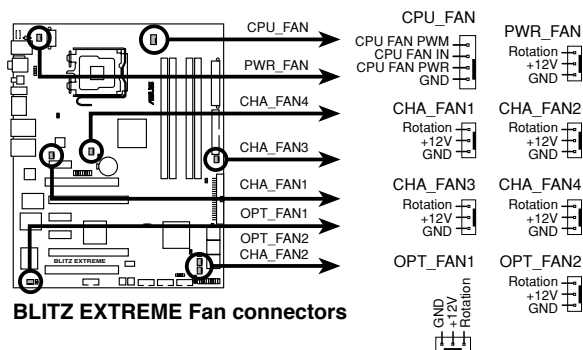 CPU_FAN
PWR_FAN
CHA_FAN4
CHA_FAN3
CHA_FAN1
OPT_FAN1
OPT_FAN2
CHA_FAN2
ASUS
BLITZ EXTREME
BLITZ EXTREME Fan connectors
CPU_FAN
CPU FAN PWM
CPU FAN IN
CPU FAN PWR
GND
PWR_FAN
Rotation
+12V
GND
CHA_FAN1
Rotation
+12V
GND
CHA_FAN2
Rotation
+12V
GND
CHA_FAN3
Rotation
+12V
GND
CHA_FAN4
Rotation
+12V
GND
OPT_FAN1
GND
+12V
Rotation
OPT_FAN2
Rotation
+12V
GND